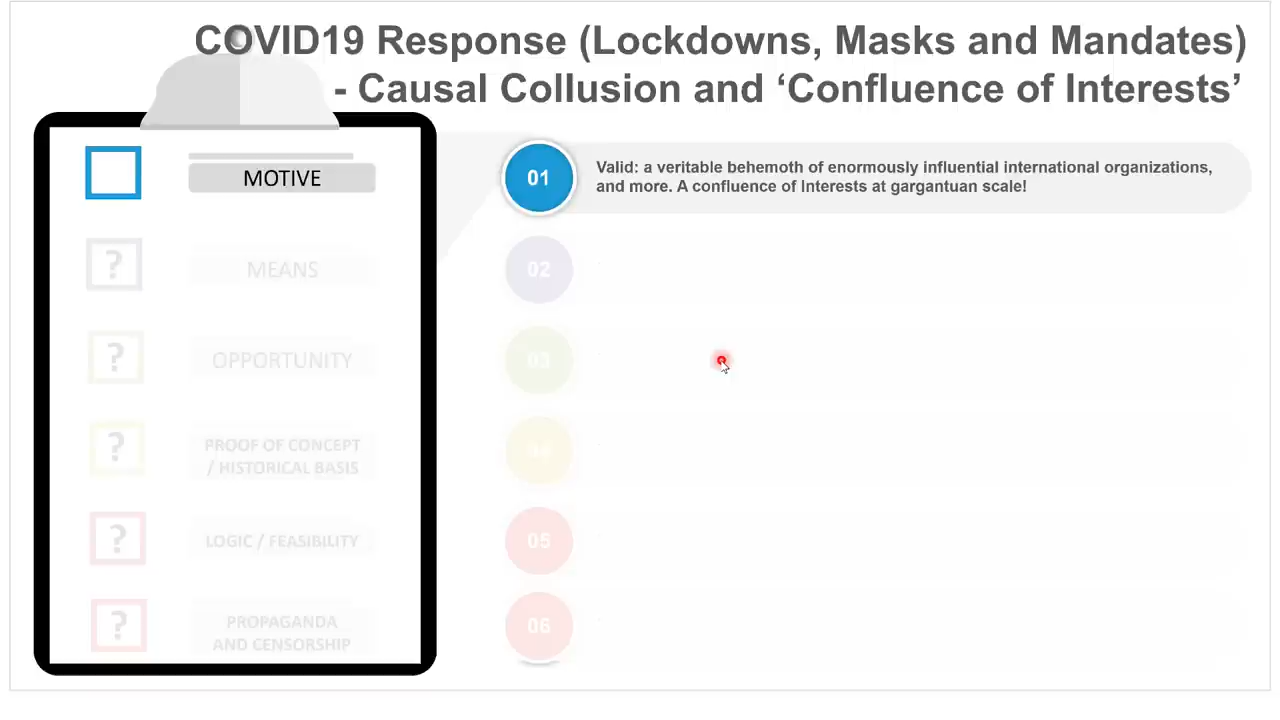 COVID19 Response (Lockdowns, Masks and Mandates)
- Causal Collusion and ‘Confluence of Interests’
MOTIVE
01
Valid: a veritable behemoth of enormously influential international organizations,
and more. A confluence of Interests at gargantuan scale!
?
MEANS
02
?
OPPORTUNITY
03
?
PROOF OF CONCEPT
/ HISTORICAL BASIS
04
?
LOGIC / FEASIBILITY
05
?
PROPAGANDA
AND CENSORSHIP
06